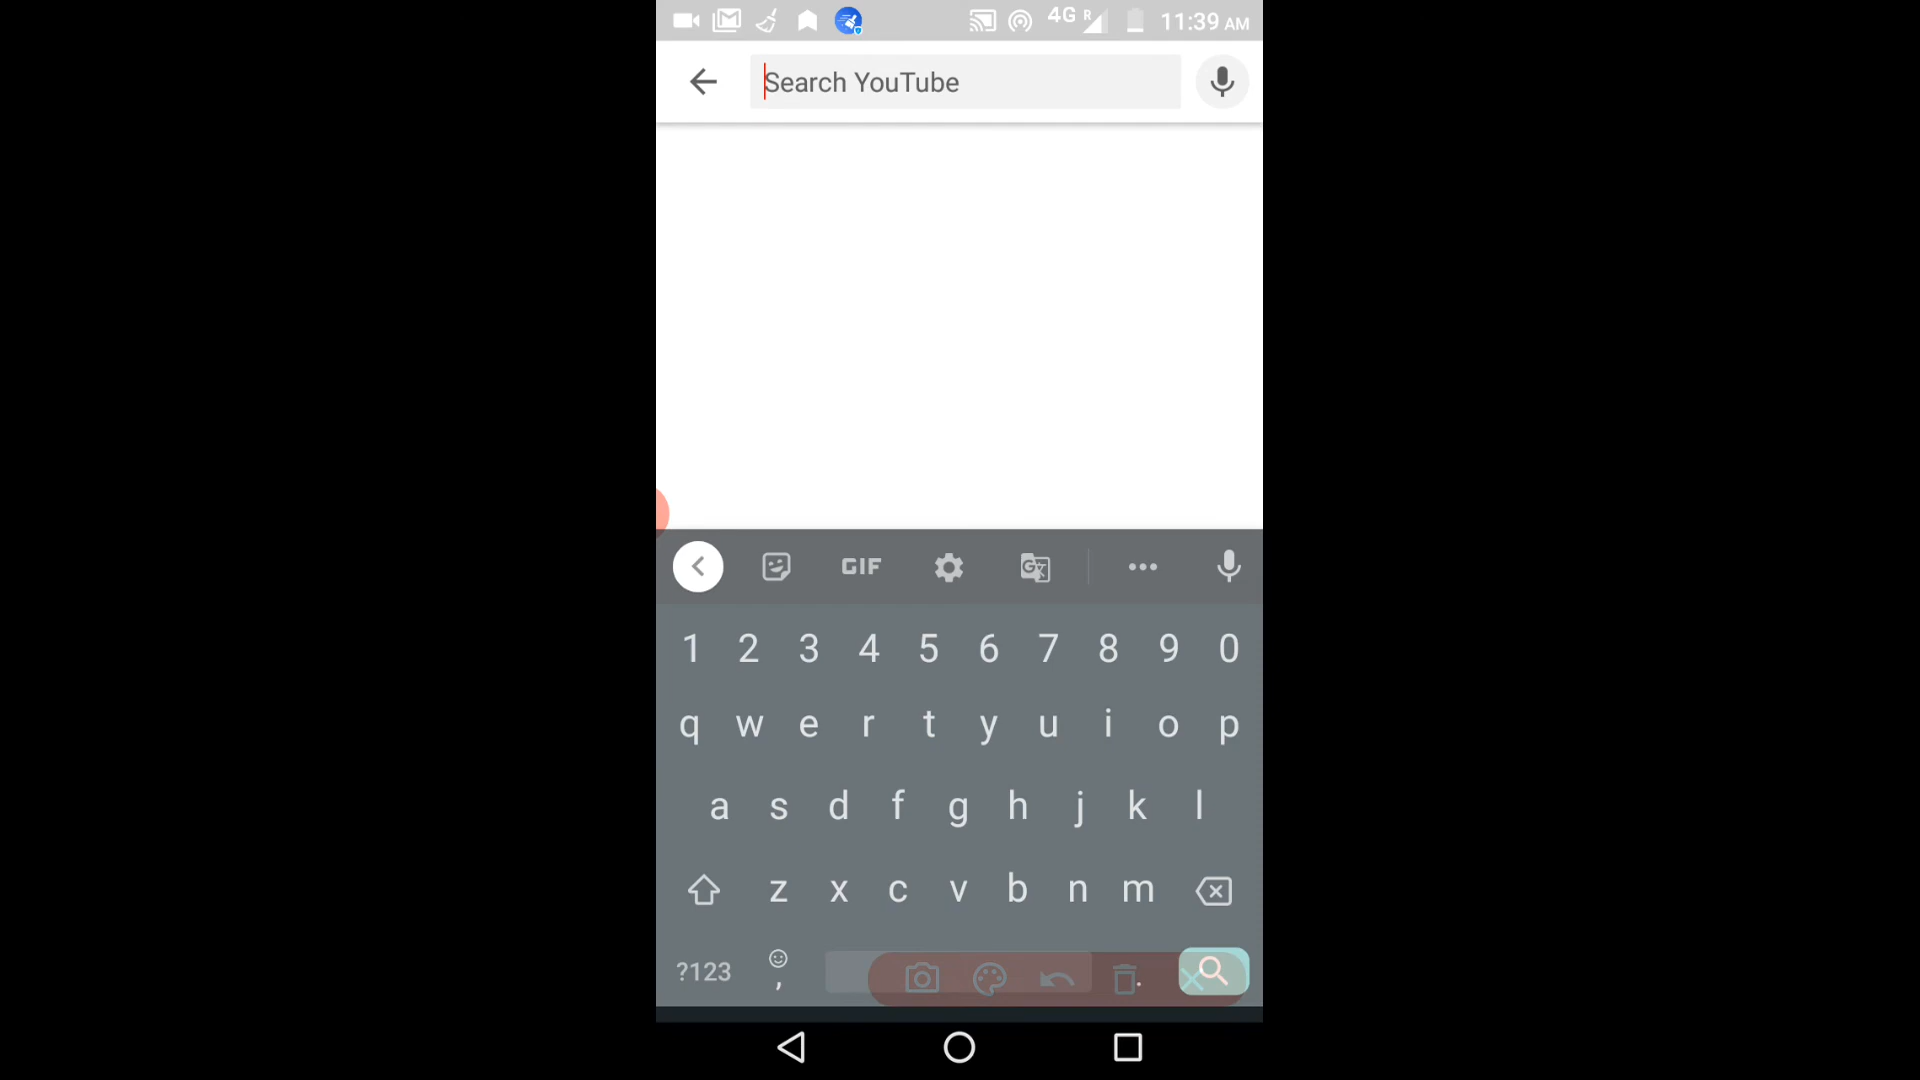 4G R 11:39 AM
Search YouTube
GIF G
1 2 3 4 5 6 7 8 9 0
q w e r t y u i o p
a s d f g h j k l
z x c v b n m
?123 , .